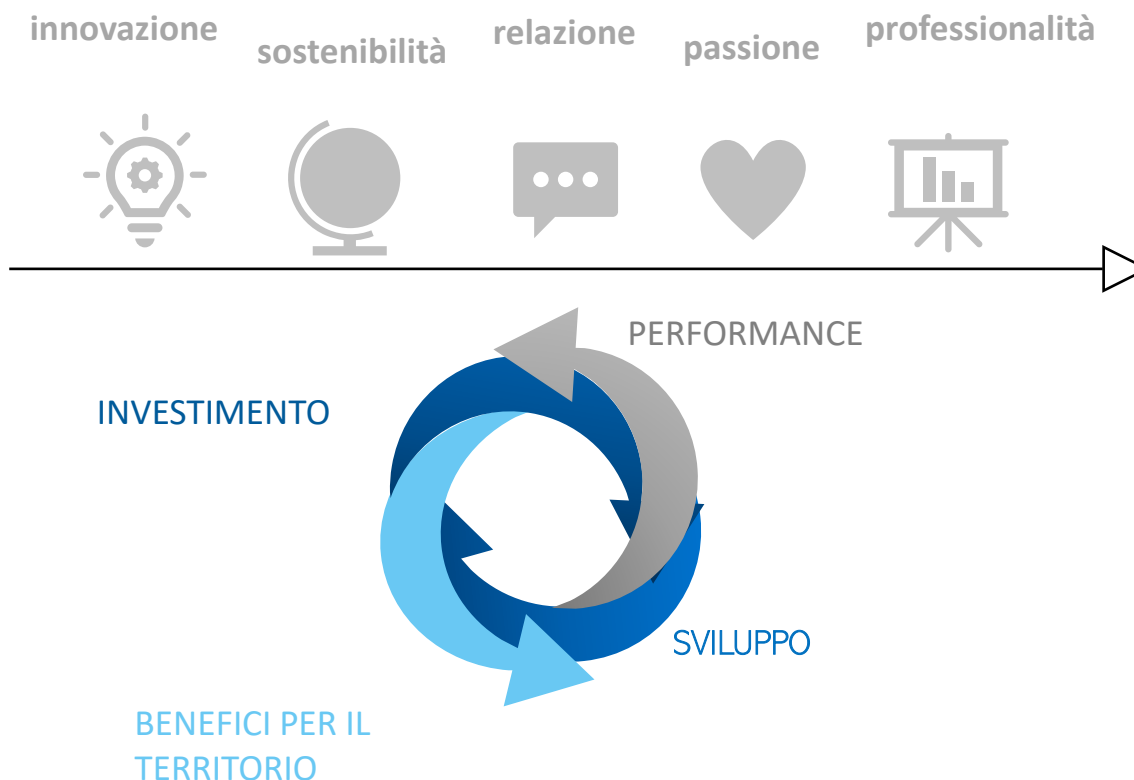 innovazione
sostenibilità
relazione
passione
professionalità
PERFORMANCE
INVESTIMENTO
SVILUPPO
BENEFICI PER IL
TERRITORIO